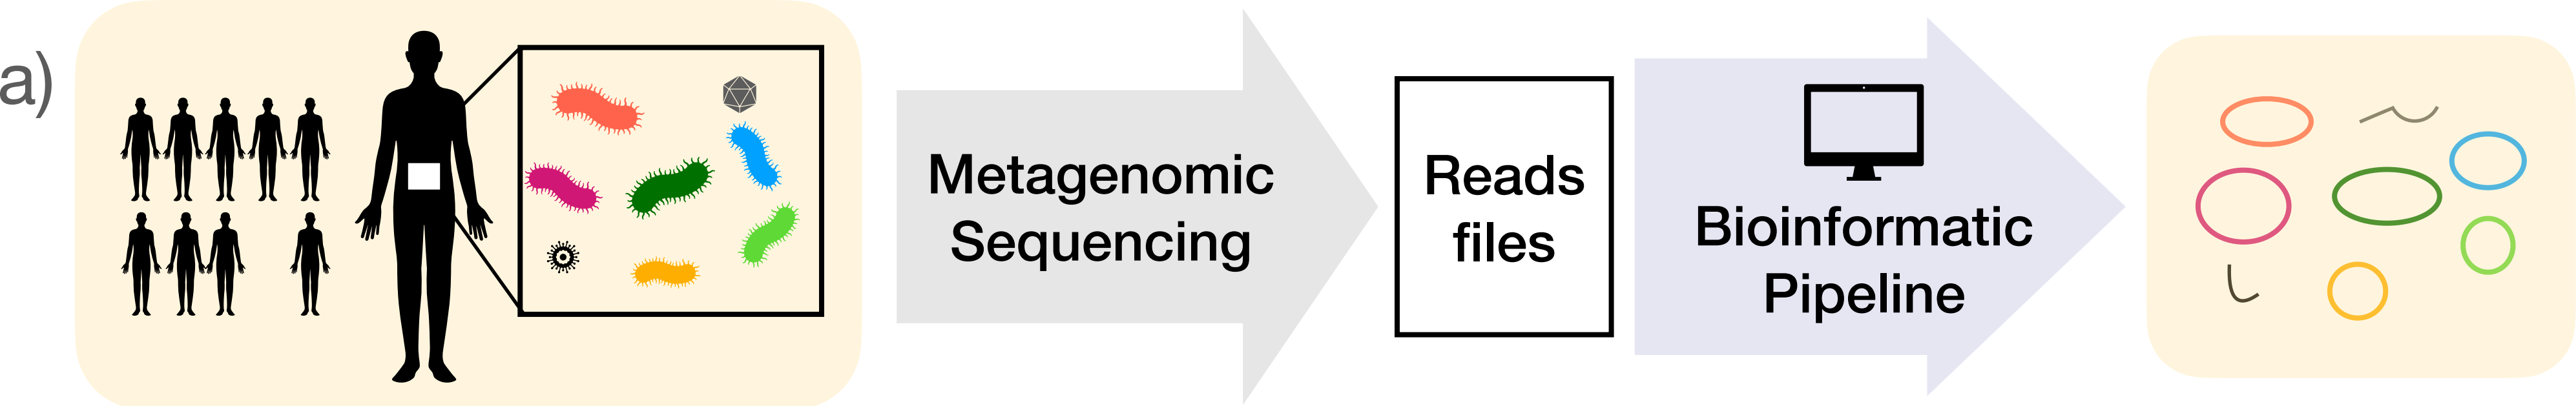 a)
Metagenomic
Sequencing
Reads
files
Bioinformatic
Pipeline